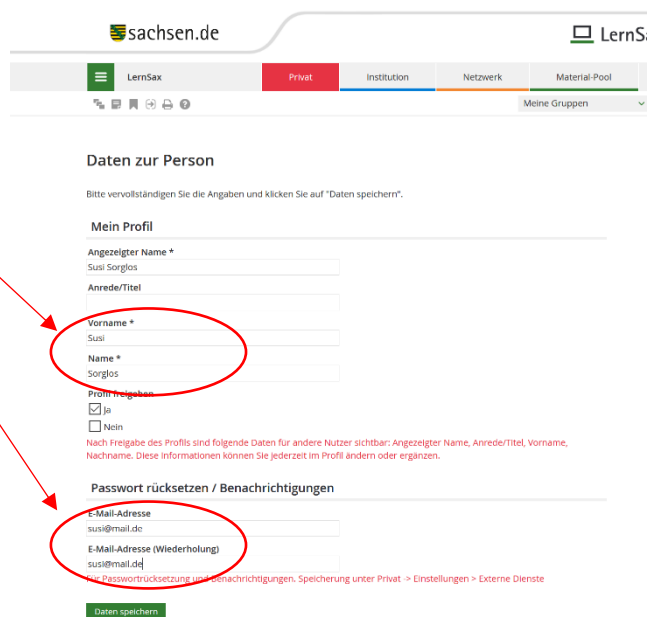 sachsen.de
LernSa
LernSax
Privat
Institution
Netzwerk
Material-Pool
Meine Gruppen
Daten zur Person
Bitte vervollständigen Sie die Angaben und klicken Sie auf "Daten speichern".
Mein Profil
Angezeigter Name *
Susi Sorglos
Anrede/Titel
Vorname *
Susi
Name *
Sorglos
Profil freigeben
Ja
Nein
Nach Freigabe des Profils sind folgende Daten für andere Nutzer sichtbar: Angezeigter Name, Anrede/Titel, Vorname,
Nachname. Diese Informationen können Sie jederzeit im Profil ändern oder ergänzen.
Passwort rücksetzen / Benachrichtigungen
E-Mail-Adresse
susi@mail.de
E-Mail-Adresse (Wiederholung)
susi@mail.de
Für Passwortrücksetzung und Benachrichtigungen. Speicherung unter Privat -> Einstellungen > Externe Dienste
Daten speichern